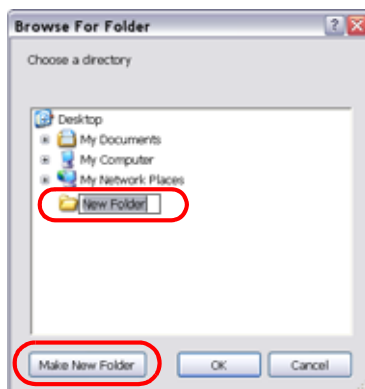 Browse For Folder
Choose a directory
Desktop
My Documents
My Computer
My Network Places
New Folder
Make New Folder
OK
Cancel